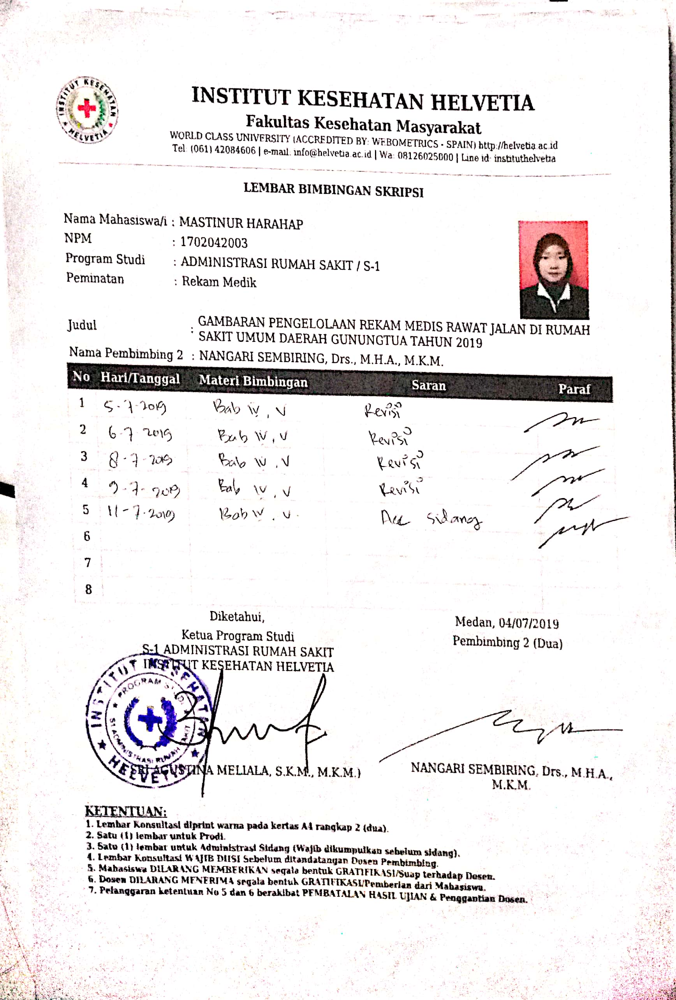 INSTITUT KESEHATAN HELVETIA
INSTITUT KESEHATAN HELVETIA
Fakultas Kesehatan Masyarakat
WORLD CLASS UNIVERSITY (ACCREDITED BY: WEBOMETRICS - SPAIN) http://helvetia.ac.id
Tel: (061) 42084606 | e-mail: info@helvetia.ac.id | Wa: 08126025000 | Line id: instituthelvetia
LEMBAR BIMBINGAN SKRIPSI
Nama Mahasiswa/i : MASTINUR HARAHAP
NPM : 1702042003
Program Studi : ADMINISTRASI RUMAH SAKIT / S-1
Peminatan : Rekam Medik
Judul : GAMBARAN PENGELOLAAN REKAM MEDIS RAWAT JALAN DI RUMAH
SAKIT UMUM DAERAH GUNUNGTUA TAHUN 2019
Nama Pembimbing 2 : NANGARI SEMBIRING, Drs., M.H.A., M.K.M.
No Hari/Tanggal Materi Bimbingan Saran Paraf
1 5-7-2019 Bab IV, V Revisi
2 6-7 2019 Bab IV, V Revisi
3 8-7-2019 Bab IV, V Revisi
4 9-7-2019 Bab IV, V Revisi
5 11-7-2019 Bab IV, V. Acc Sidang
6
7
8
Diketahui,
Ketua Program Studi
S-1 ADMINISTRASI RUMAH SAKIT
INSTITUT KESEHATAN HELVETIA
Medan, 04/07/2019
Pembimbing 2 (Dua)
INSTITUT KESEHATAN HELVETIA
PROGRAM STUDI
S1 ADMINISTRASI RUMAH SAKIT
SRI AGUSTINA MELIALA, S.K.M., M.K.M.)
NANGARI SEMBIRING, Drs., M.H.A.,
M.K.M.
KETENTUAN:
1. Lembar Konsultasi diprint warna pada kertas A4 rangkap 2 (dua).
2. Satu (1) lembar untuk Prodi.
3. Satu (1) lembar untuk Administrasi Sidang (Wajib dikumpulkan sebelum sidang).
4. Lembar Konsultasi WAJIB DIISI Sebelum ditandatangan Dosen Pembimbing.
5. Mahasiswa DILARANG MEMBERIKAN segala bentuk GRATIFIKASI/Suap terhadap Dosen.
6. Dosen DILARANG MENERIMA segala bentuk GRATIFIKASI/Pemberian dari Mahasiswa.
7. Pelanggaran ketentuan No 5 dan 6 berakibat PEMBATALAN HASIL UJIAN & Penggantian Dosen.